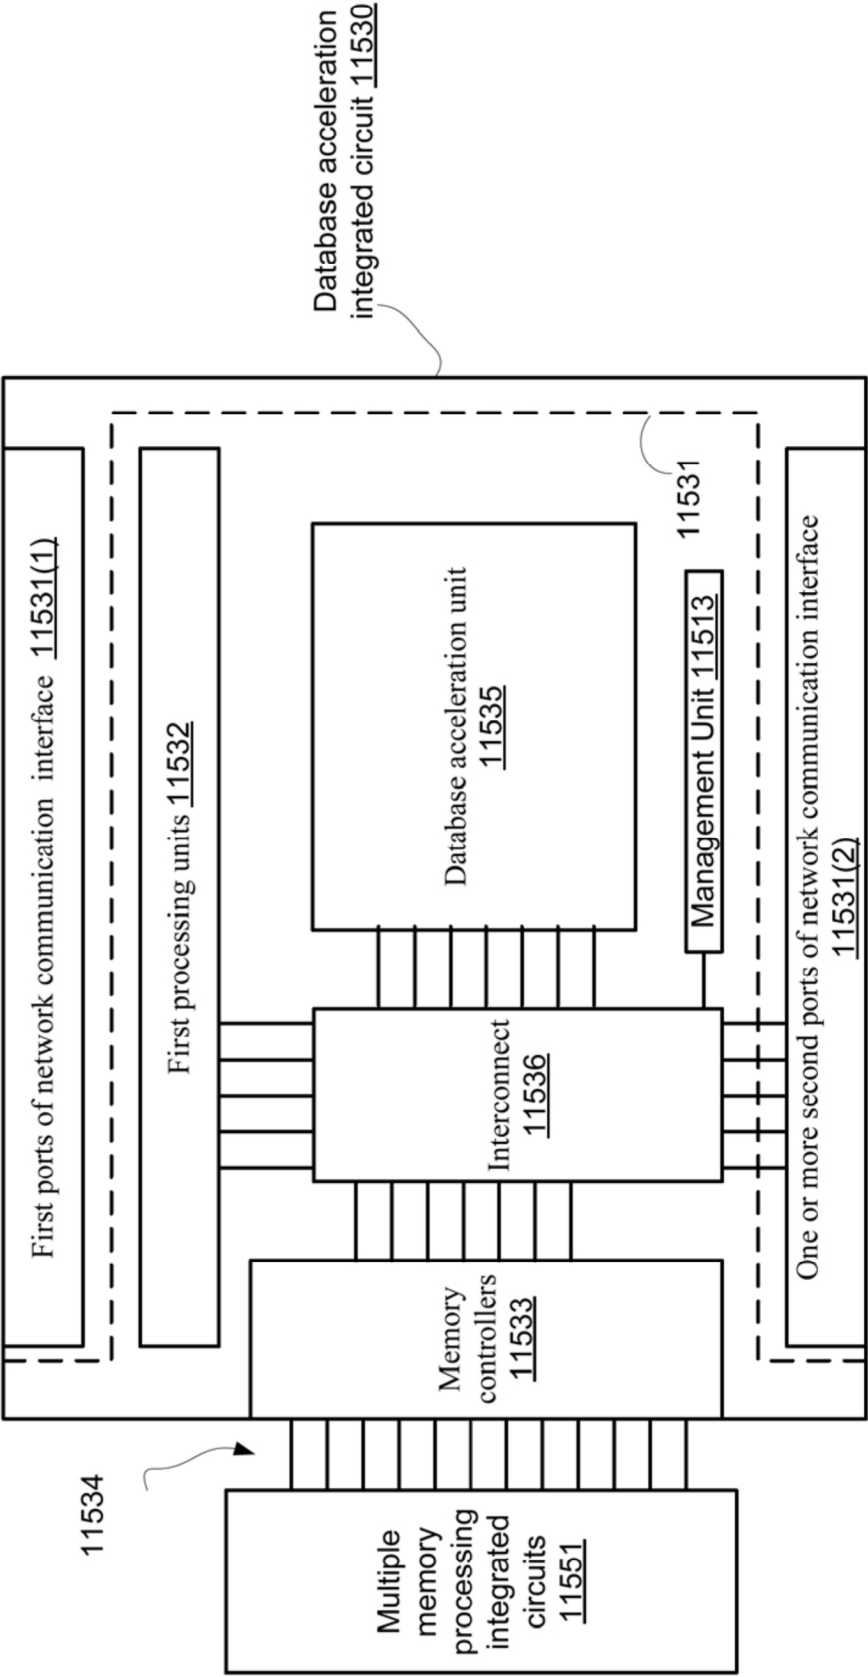 Database acceleration
integrated circuit 11530
First ports of network communication interface 11531(1)
First processing units 11532
Database acceleration unit
11535
11531
Management Unit 11513
One or more second ports of network communication interface
11531(2)
Interconnect
11536
Memory
controllers
11533
11534
Multiple
memory
processing
integrated
circuits
11551